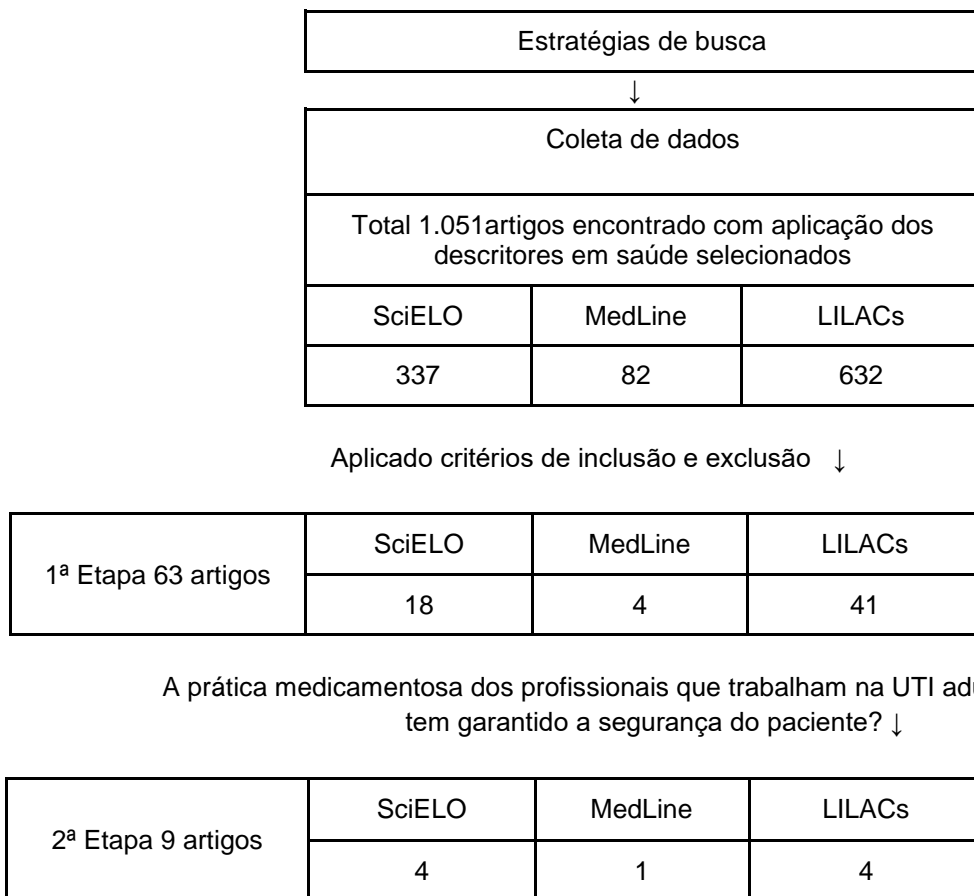 Estratégias de busca
↓
Coleta de dados
Total 1.051artigos encontrado com aplicação dos
descritores em saúde selecionados
SciELO MedLine LILACs
337 82 632
Aplicado critérios de inclusão e exclusão ↓
1ª Etapa 63 artigos
SciELO MedLine LILACs
18 4 41
A prática medicamentosa dos profissionais que trabalham na UTI
tem garantido a segurança do paciente? ↓
2ª Etapa 9 artigos
SciELO MedLine LILACs
4 1 4